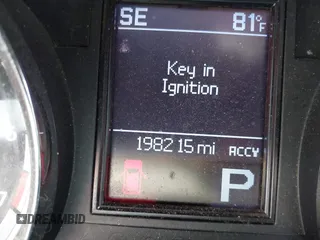 SE 81°F
Key in
Ignition
198215 mi ACCY
P
DREAMBID